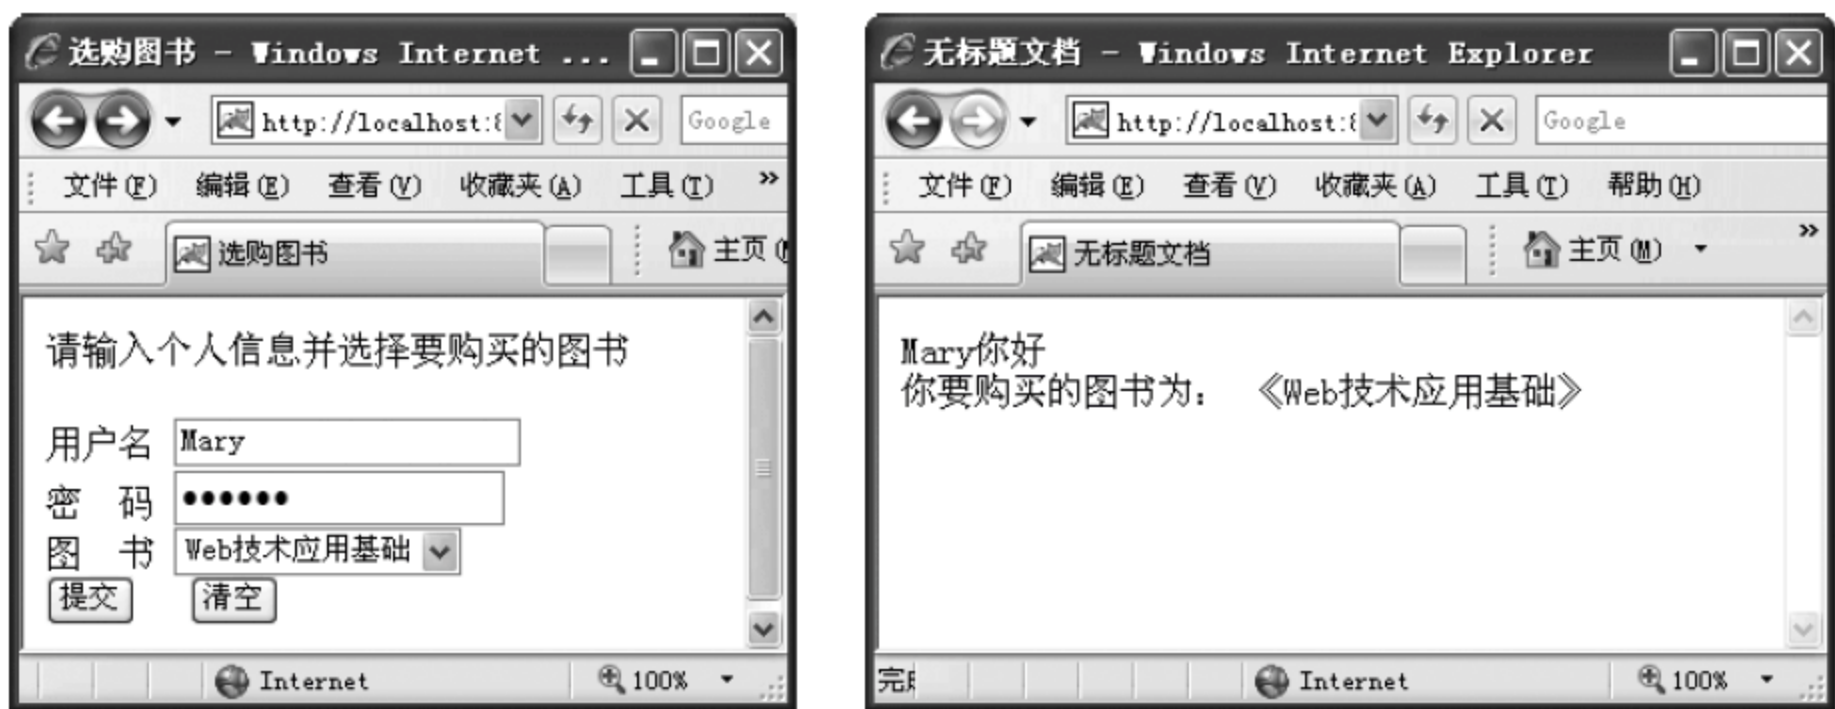 选购图书 - Windows Internet ...
http://localhost:8
Google
文件(F) 编辑(E) 查看(V) 收藏夹(A) 工具(T) »
选购图书
主页(M
请输入个人信息并选择要购买的图书
用户名 Mary
密 码 ●●●●●●
图 书 Web技术应用基础
提交 清空
Internet 100%
无标题文档 - Windows Internet Explorer
http://localhost:8
Google
文件(F) 编辑(E) 查看(V) 收藏夹(A) 工具(T) 帮助(H)
无标题文档
主页(M) »
Mary你好
你要购买的图书为: 《Web技术应用基础》
完成 Internet 100%